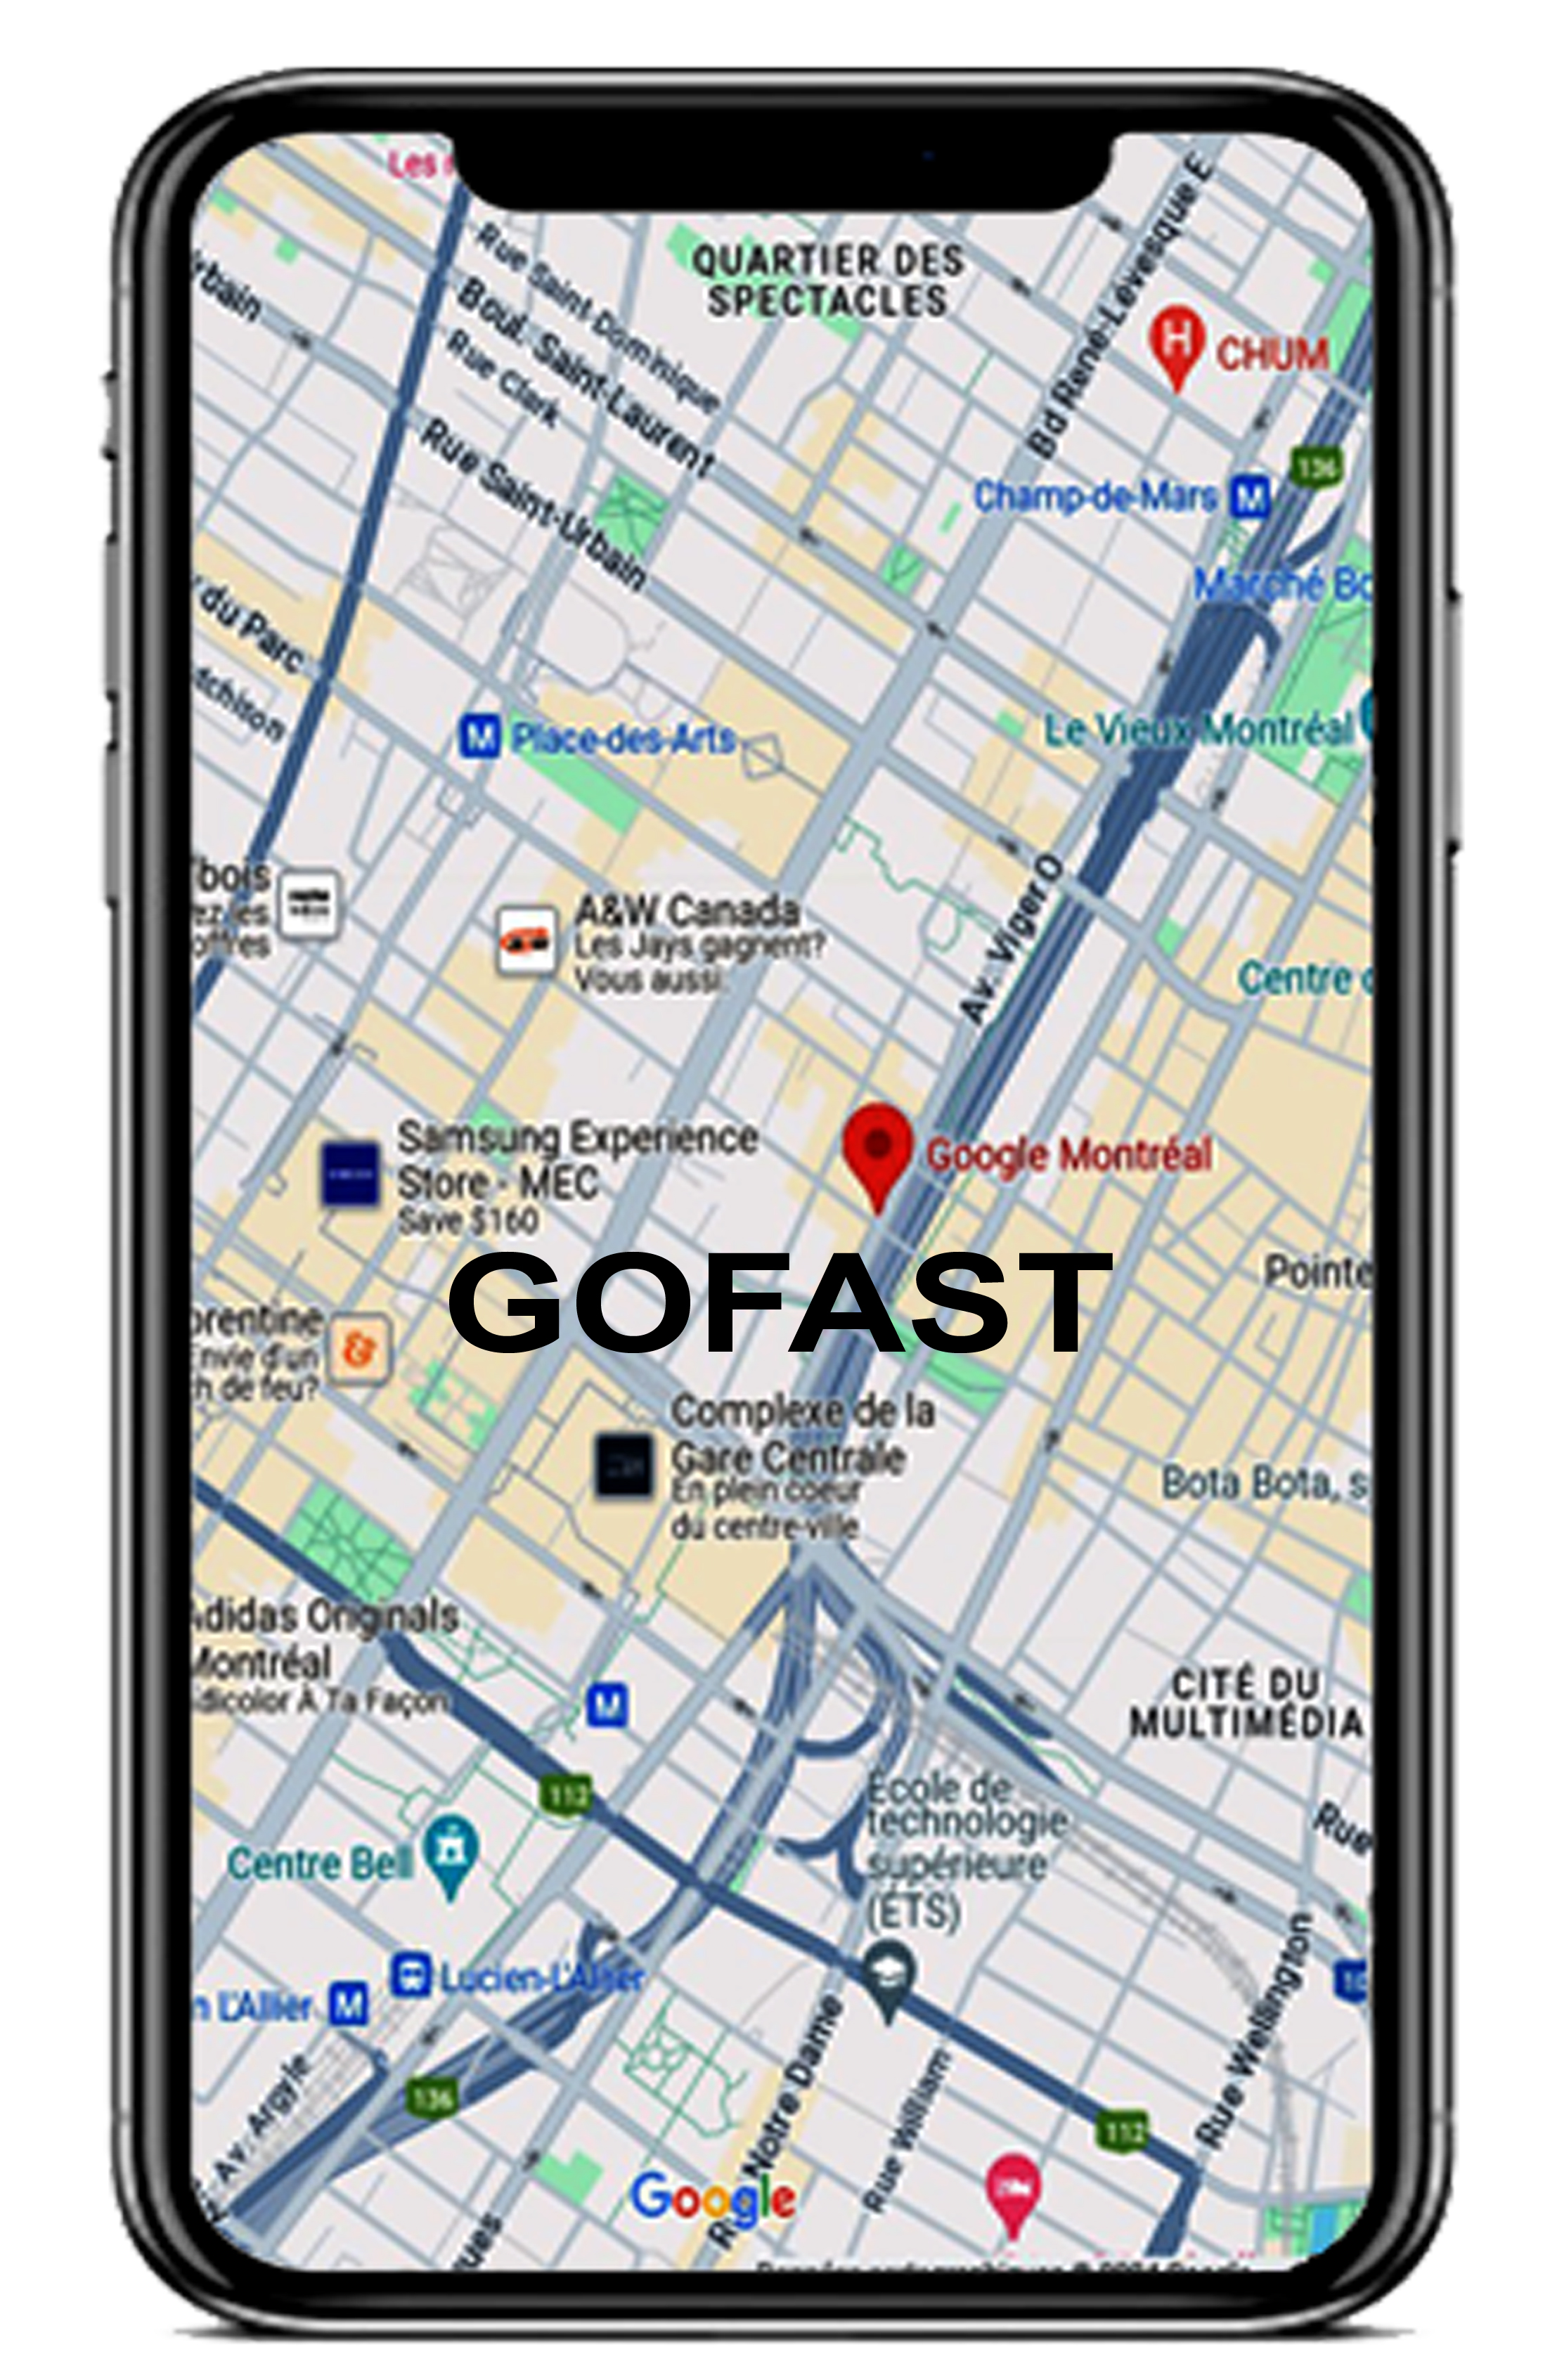 Les
QUARTIER DES
SPECTACLES
Rue Saint Dominique
Boul. Saint-Laurent
Rue Clark
Rue Saint-Urbain
rbain
Bd René-Lévesque E
CHUM
136
Champ-de-Mars M
Marché Bo
du Parc
tchison
M Place-des-Arts
Le Vieux-Montréal
bois
ez les
offres
A&W Canada
Les Jays gagnent?
Vous aussi.
Av. Viger O
Centre
Samsung Experience
Store - MEC
Save $160
Google Montréal
GOFAST
Pointe
orentine
Envie d'un
h de feu?
&
Complexe de la
Gare Centrale
En plein coeur
du centre-ville
Bota Bota, s
Adidas Originals
Montréal
dicolor À Ta Façon
M
CITÉ DU
MULTIMÉDIA
112
École de
technologie
supérieure
(ÉTS)
Rue
Centre Bell
Lucien-L'Allier
n L'Allier M
Av. Argyle
136
Notre Dame
Rue William
Rue Wellington
112
10
Google
ques